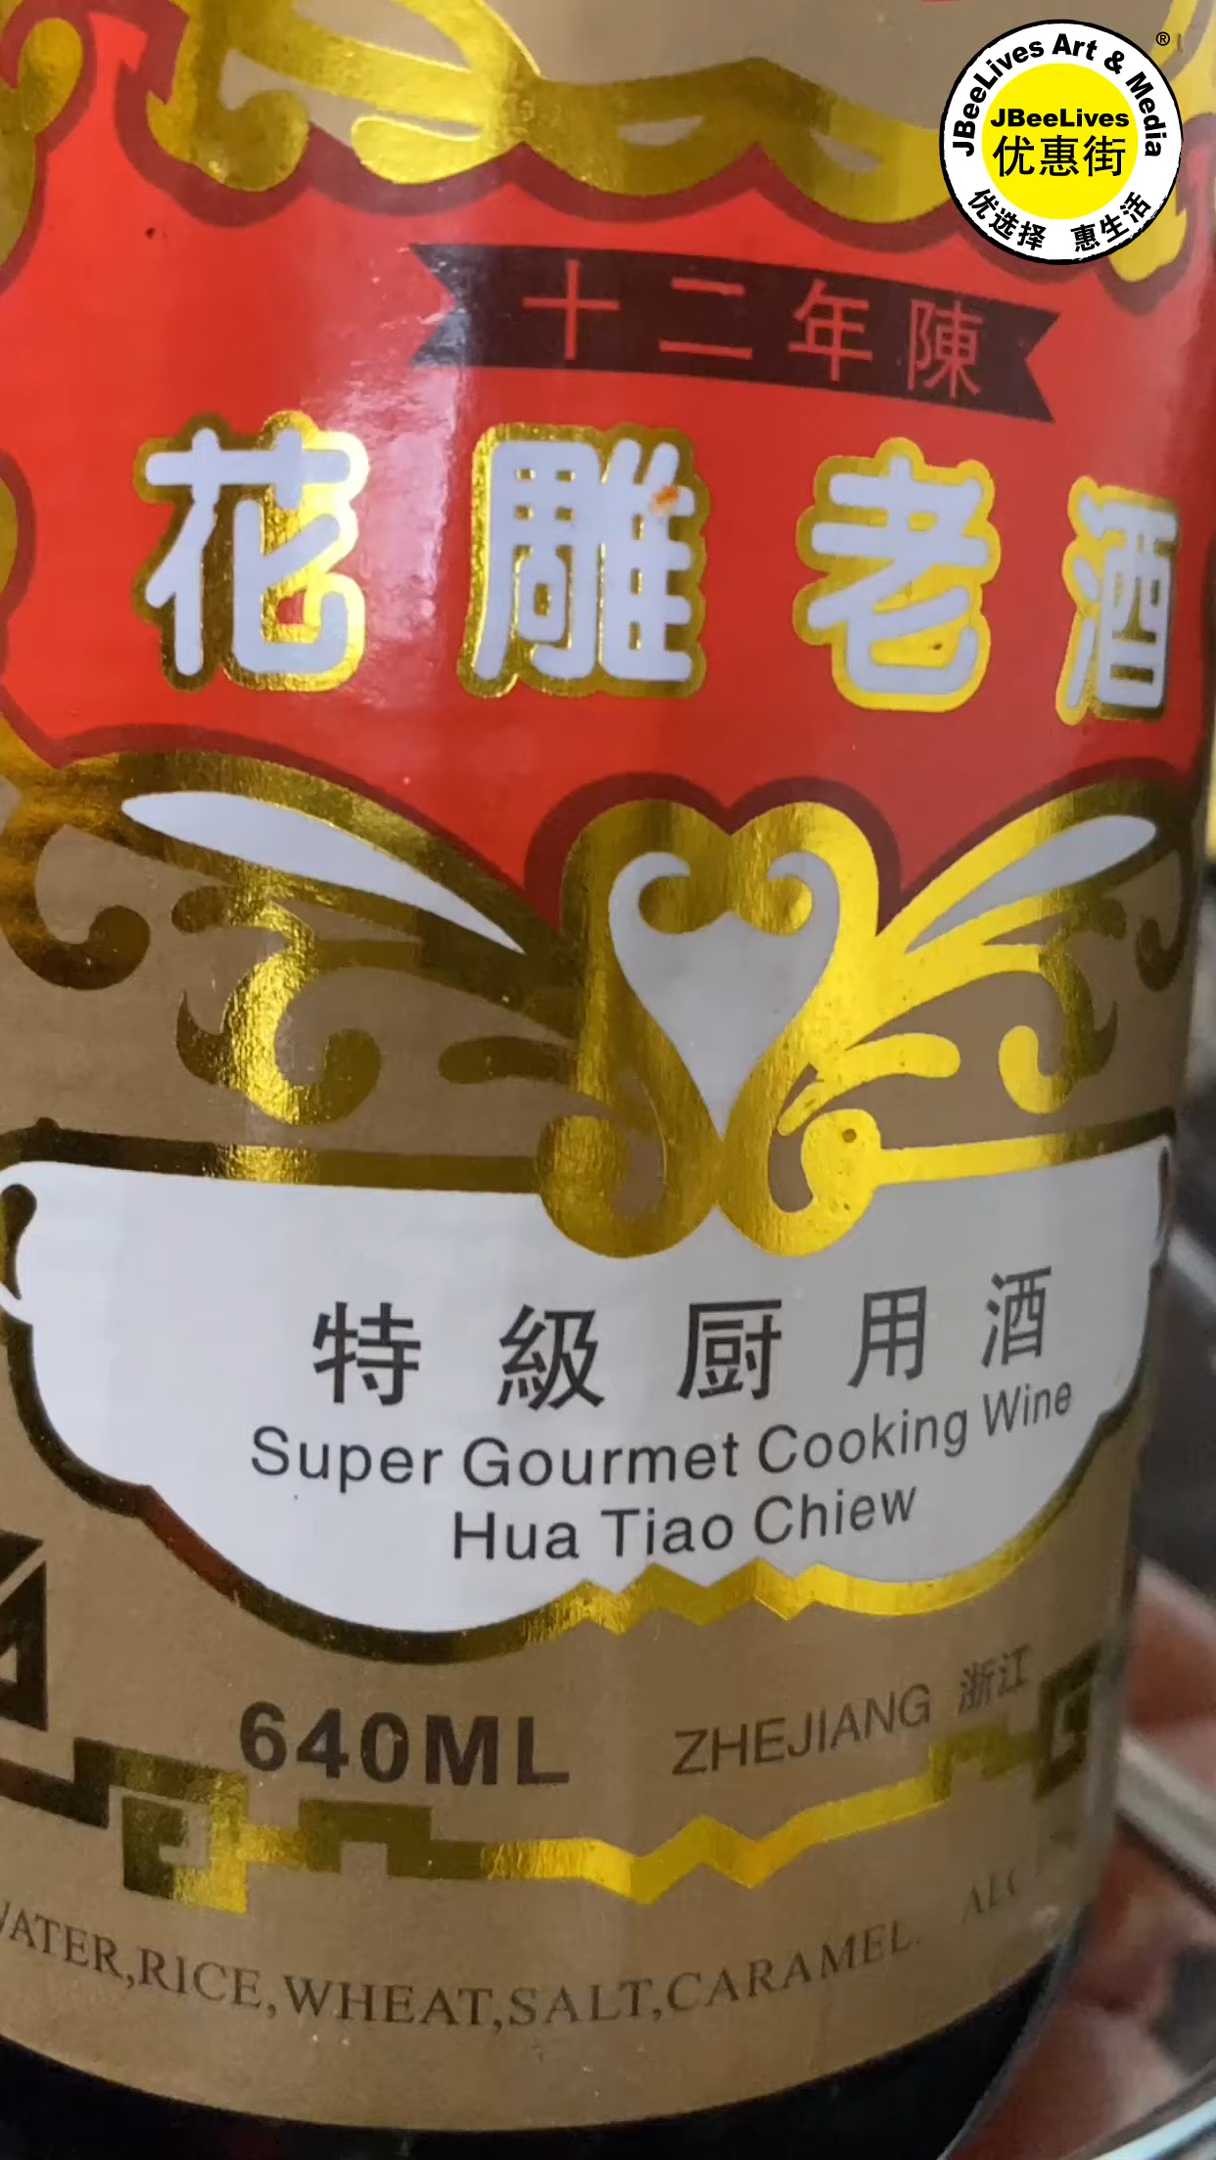 JBeeLives Art & Media
®
JBeeLives
优惠街
优选择 惠生活
十二年陳
花雕老酒
特級厨用酒
Super Gourmet Cooking Wine
Hua Tiao Chiew
640ML
ZHEJIANG 浙江
WATER,RICE,WHEAT,SALT,CARAMEL. ALC